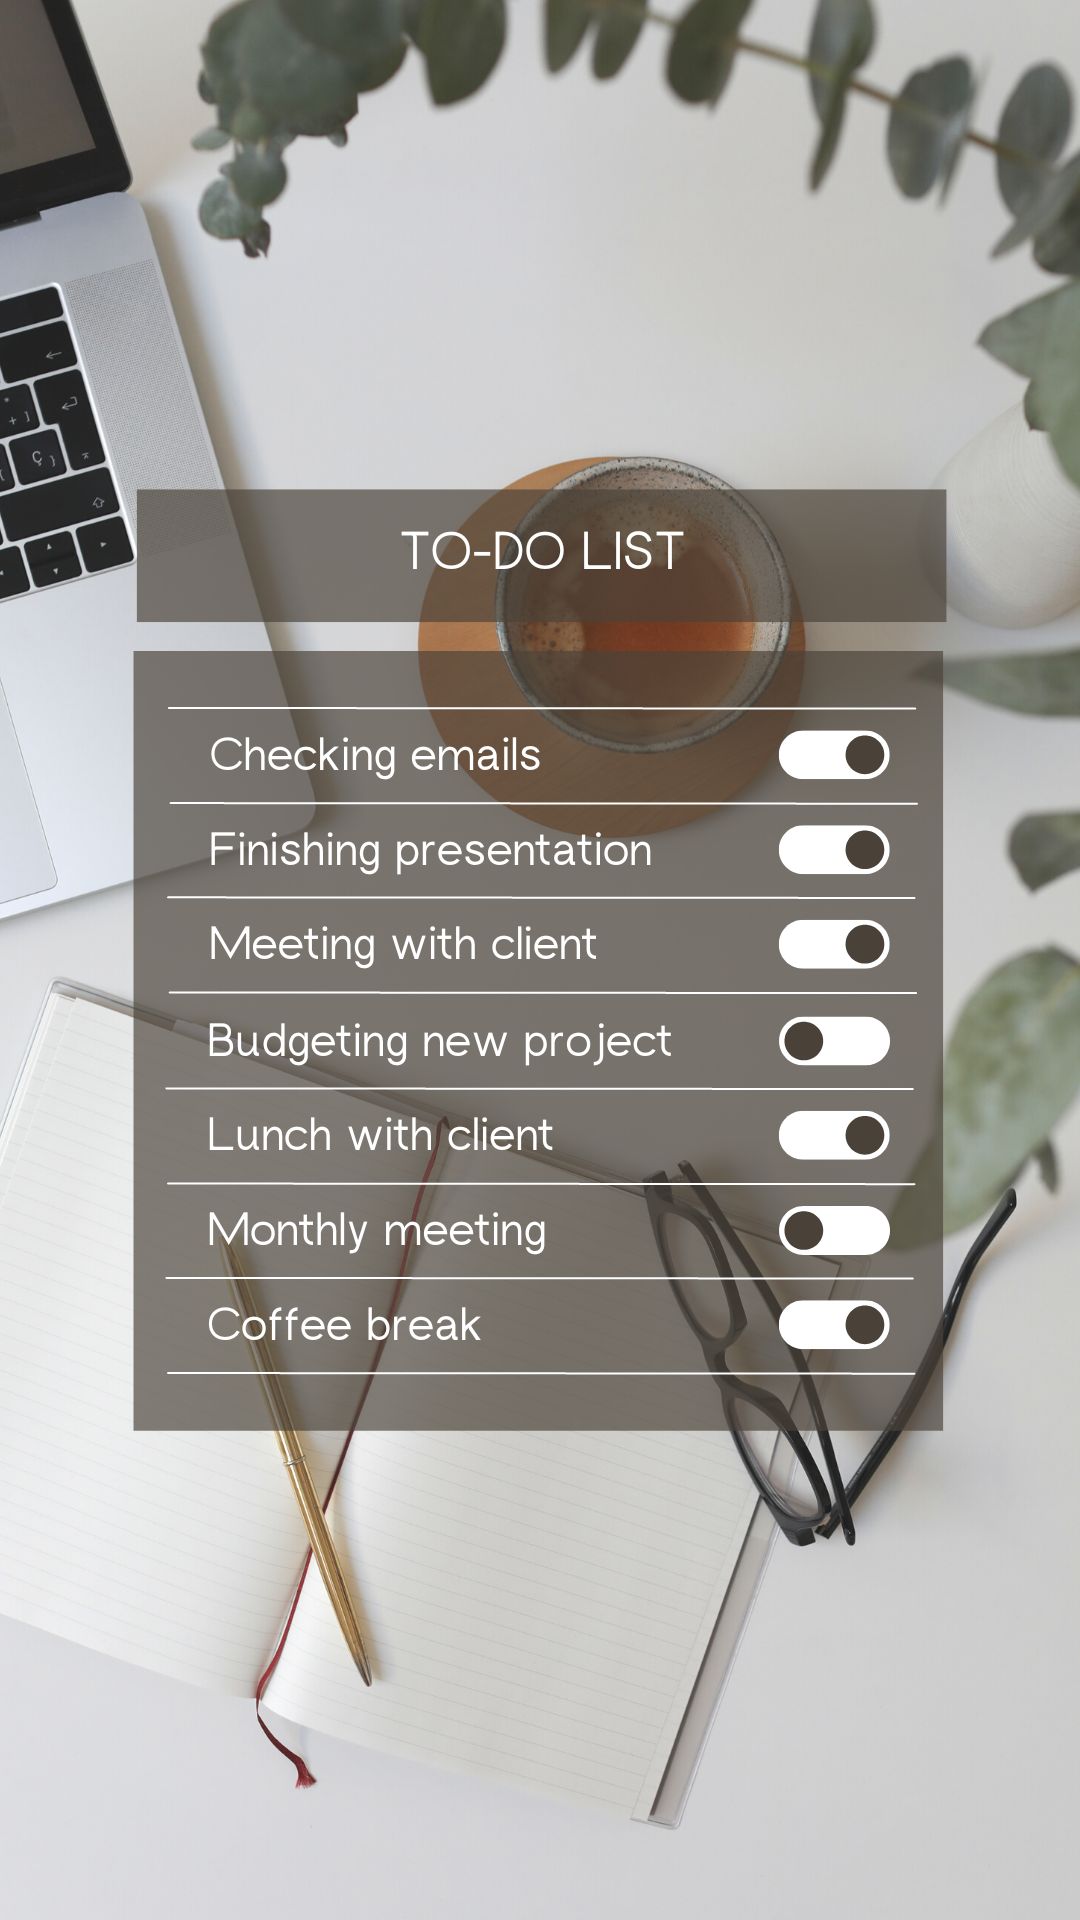 TO-DO LIST
Checking emails
Finishing presentation
Meeting with client
Budgeting new project
Lunch with client
Monthly meeting
Coffee break